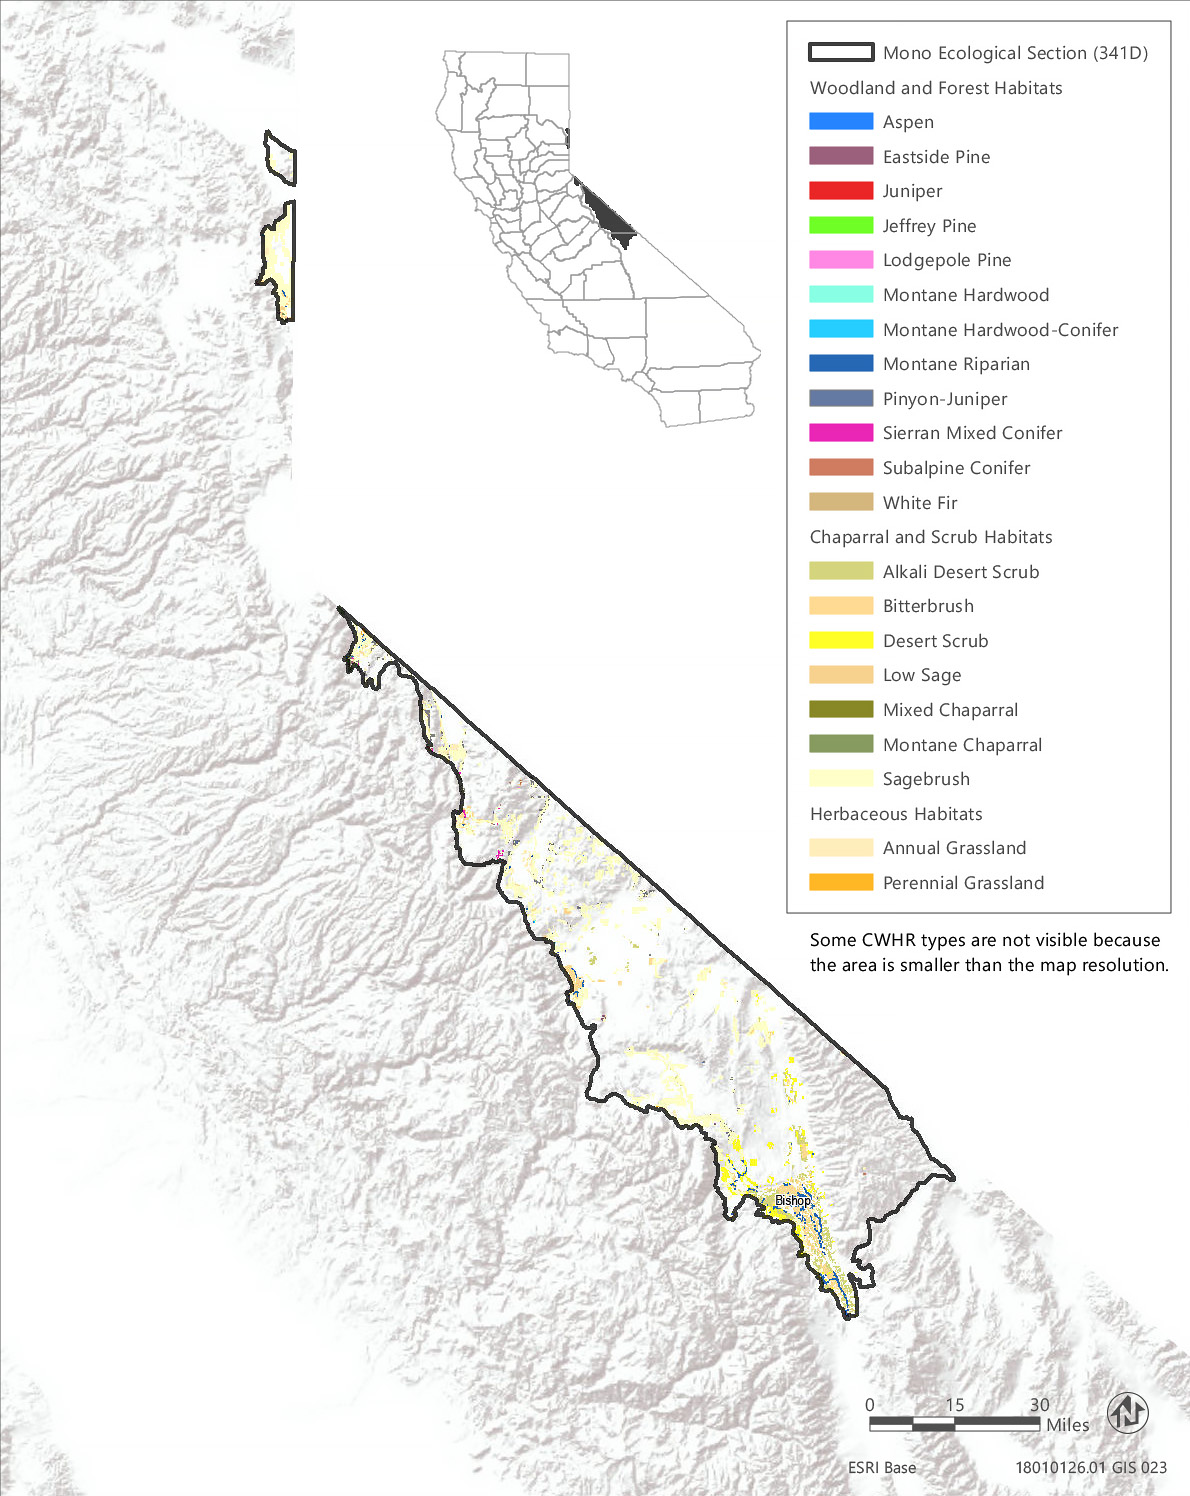 Mono Ecological Section (341D)
Woodland and Forest Habitats
Aspen
Eastside Pine
Juniper
Jeffrey Pine
Lodgepole Pine
Montane Hardwood
Montane Hardwood-Conifer
Montane Riparian
Pinyon-Juniper
Sierran Mixed Conifer
Subalpine Conifer
White Fir
Chaparral and Scrub Habitats
Alkali Desert Scrub
Bitterbrush
Desert Scrub
Low Sage
Mixed Chaparral
Montane Chaparral
Sagebrush
Herbaceous Habitats
Annual Grassland
Perennial Grassland
Some CWHR types are not visible because
the area is smaller than the map resolution.
Bishop
0 15 30
Miles
N
ESRI Base
18010126.01 GIS 023